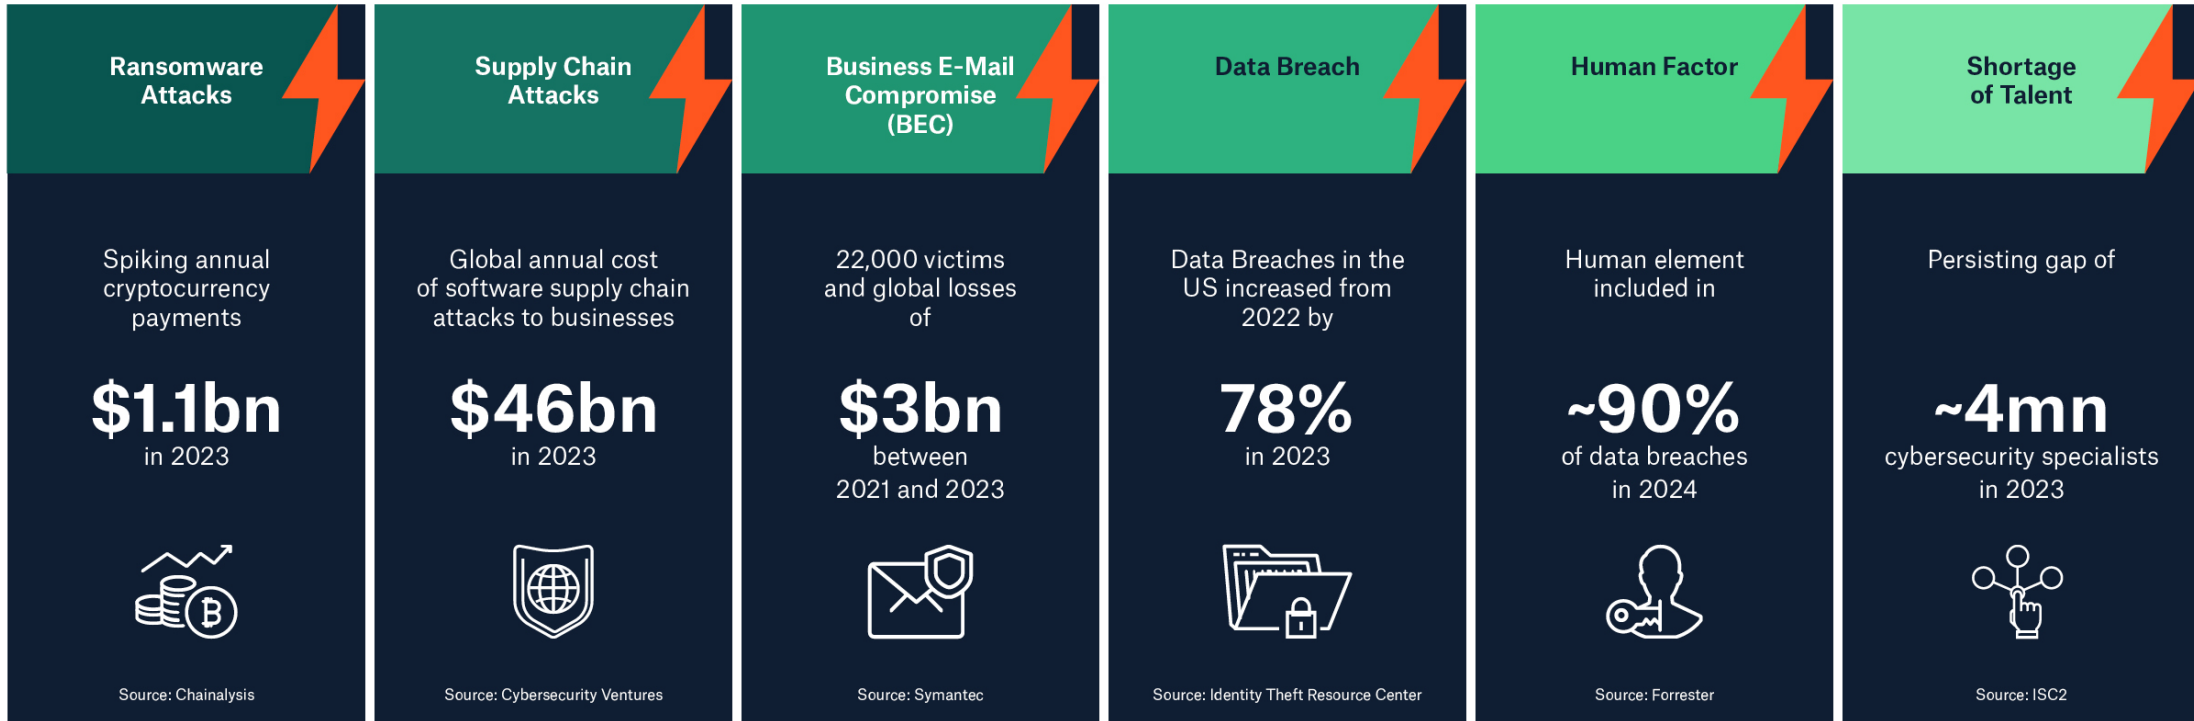 Ransomware
Attacks
Spiking annual
cryptocurrency
payments
$1.1bn
in 2023
Source: Chainalysis
Supply Chain
Attacks
Global annual cost
of software supply chain
attacks to businesses
$46bn
in 2023
Source: Cybersecurity Ventures
Business E-Mail
Compromise
(BEC)
22,000 victims
and global losses
of
$3bn
between
2021 and 2023
Source: Symantec
Data Breach
Data Breaches in the
US increased from
2022 by
78%
in 2023
Source: Identity Theft Resource Center
Human Factor
Human element
included in
~90%
of data breaches
in 2024
Source: Forrester
Shortage
of Talent
Persisting gap of
~4mn
cybersecurity specialists
in 2023
Source: ISC2